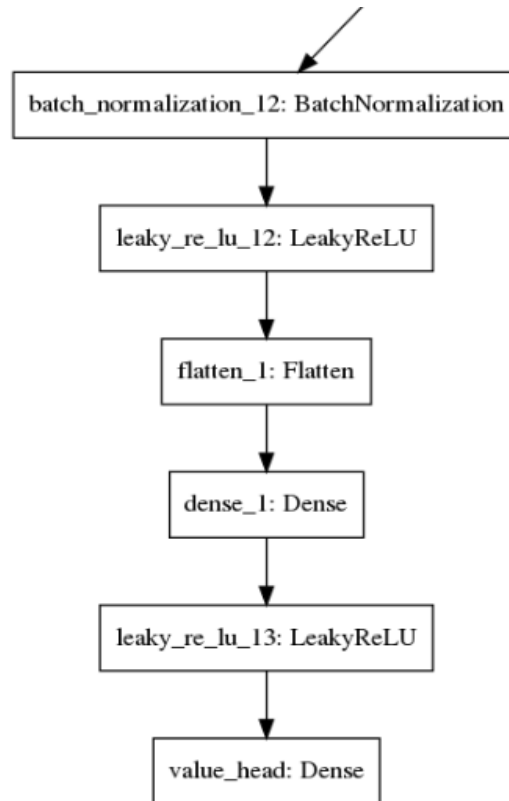 batch_normalization_12: BatchNormalization
leaky_re_lu_12: LeakyReLU
flatten_1: Flatten
dense_1: Dense
leaky_re_lu_13: LeakyReLU
value_head: Dense